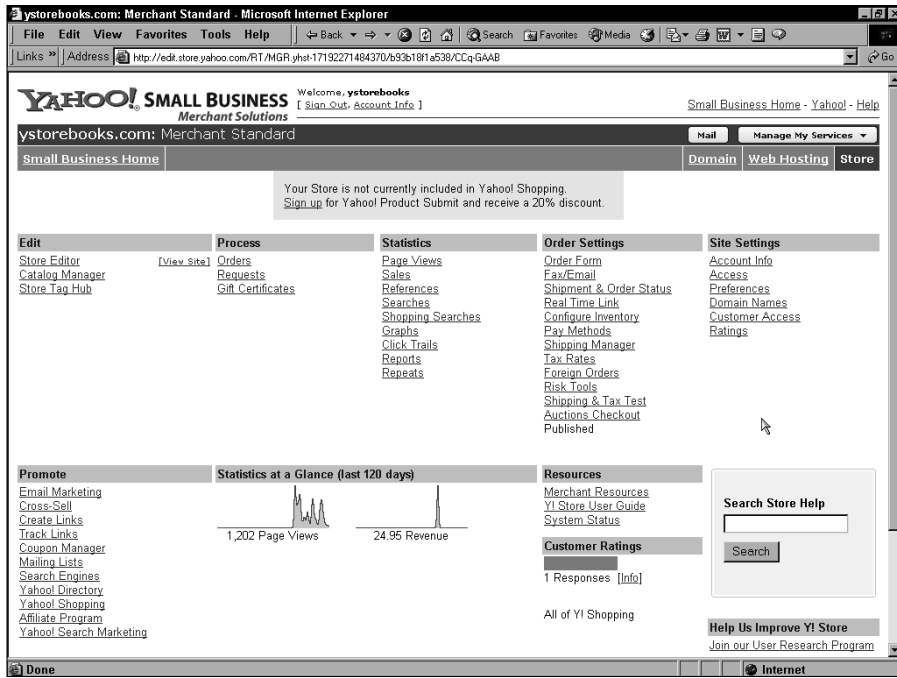 ystorebooks.com: Merchant Standard - Microsoft Internet Explorer
File Edit View Favorites Tools Help Back Search Favorites Media
Links » Address http://edit.store.yahoo.com/RT/MGR.yhst-17192271484370/b93b18f1a538/CCq-GAAB Go
YAHOO! SMALL BUSINESS
Merchant Solutions
Welcome, ystorebooks
[ Sign Out, Account Info ]
Small Business Home - Yahoo! - Help
ystorebooks.com: Merchant Standard Mail Manage My Services
Small Business Home Domain Web Hosting Store
Your Store is not currently included in Yahoo! Shopping.
Sign up for Yahoo! Product Submit and receive a 20% discount.
Edit
Store Editor [View Site]
Catalog Manager
Store Tag Hub
Process
Orders
Requests
Gift Certificates
Statistics
Page Views
Sales
References
Searches
Shopping Searches
Graphs
Click Trails
Reports
Repeats
Order Settings
Order Form
Fax/Email
Shipment & Order Status
Real Time Link
Configure Inventory
Pay Methods
Shipping Manager
Tax Rates
Foreign Orders
Risk Tools
Shipping & Tax Test
Auctions Checkout
Published
Site Settings
Account Info
Access
Preferences
Domain Names
Customer Access
Ratings
Promote
Email Marketing
Cross-Sell
Create Links
Track Links
Coupon Manager
Mailing Lists
Search Engines
Yahoo! Directory
Yahoo! Shopping
Affiliate Program
Yahoo! Search Marketing
Statistics at a Glance (last 120 days)
1,202 Page Views 24.95 Revenue
Resources
Merchant Resources
Y! Store User Guide
System Status
Customer Ratings
1 Responses [Info]
All of Y! Shopping
Search Store Help
Search
Help Us Improve Y! Store
Join our User Research Program
Done Internet